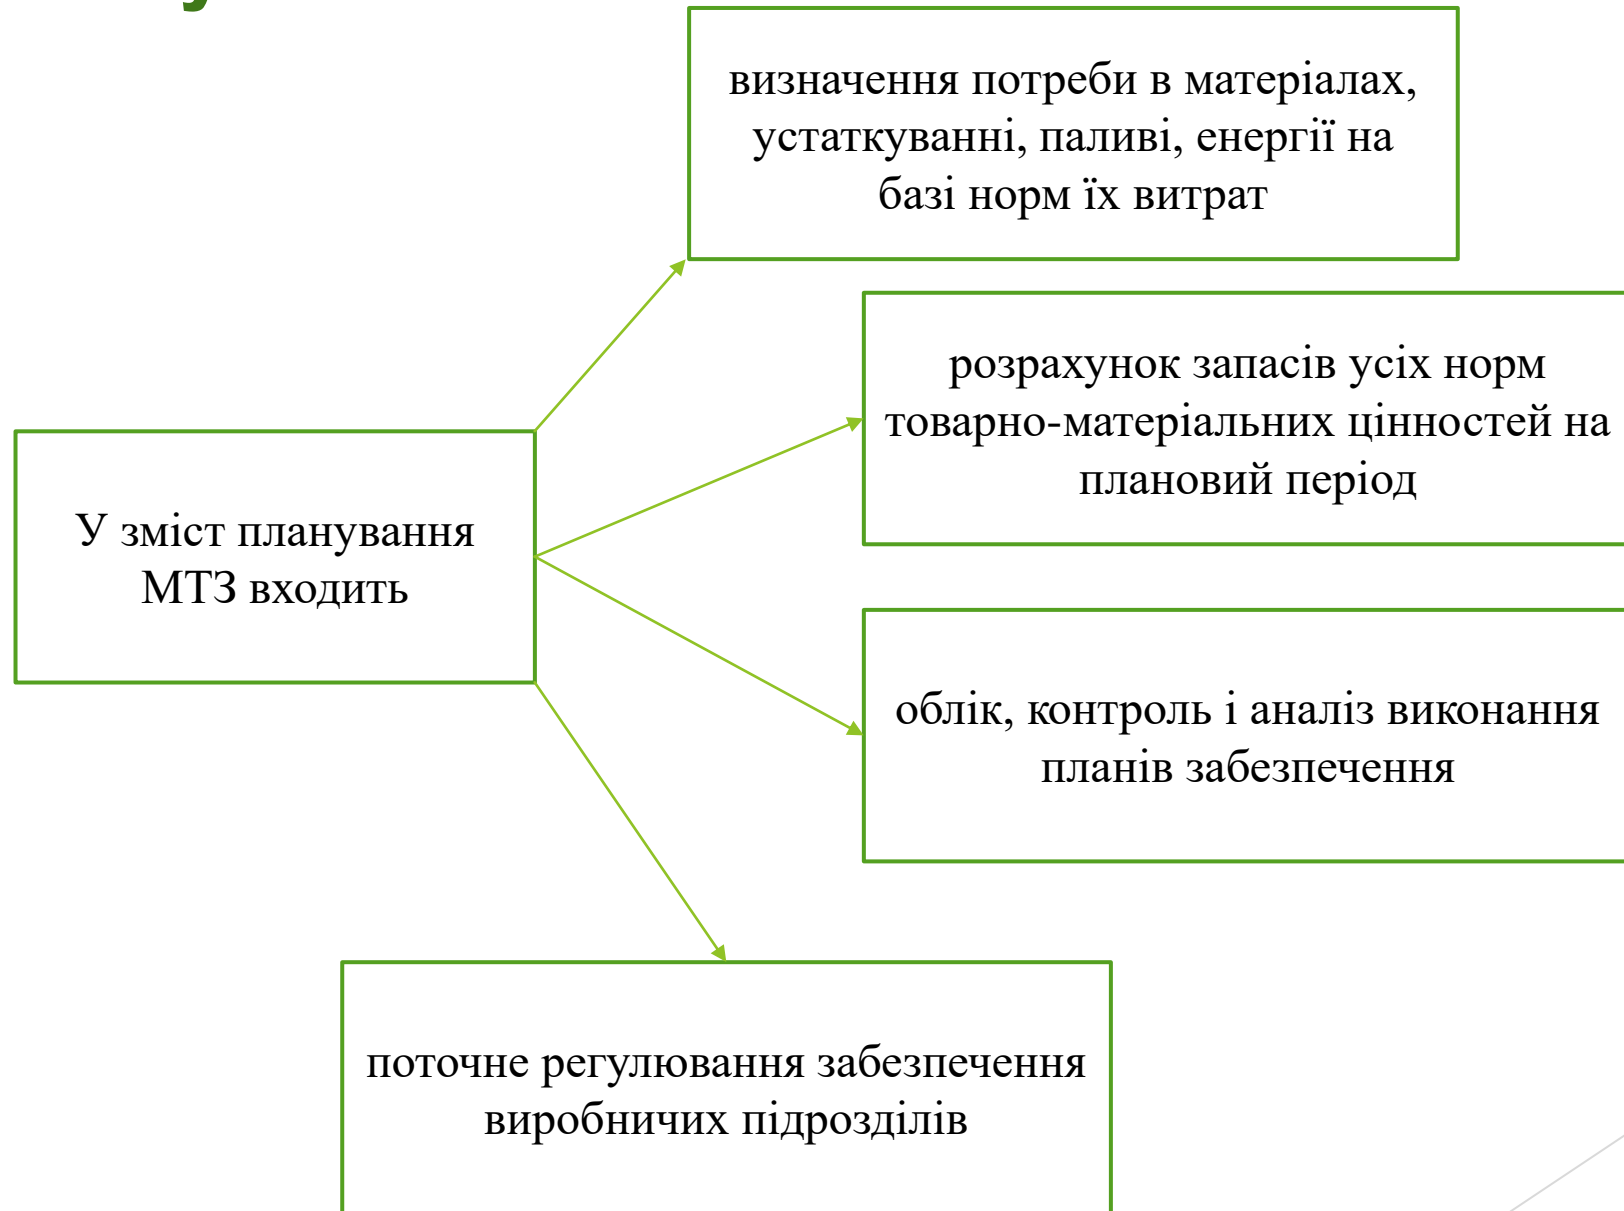 визначення потреби в матеріалах,
устаткуванні, паливі, енергії на
базі норм їх витрат
розрахунок запасів усіх норм
товарно-матеріальних цінностей на
плановий період
У зміст планування
МТЗ входить
облік, контроль і аналіз виконання
планів забезпечення
поточне регулювання забезпечення
виробничих підрозділів